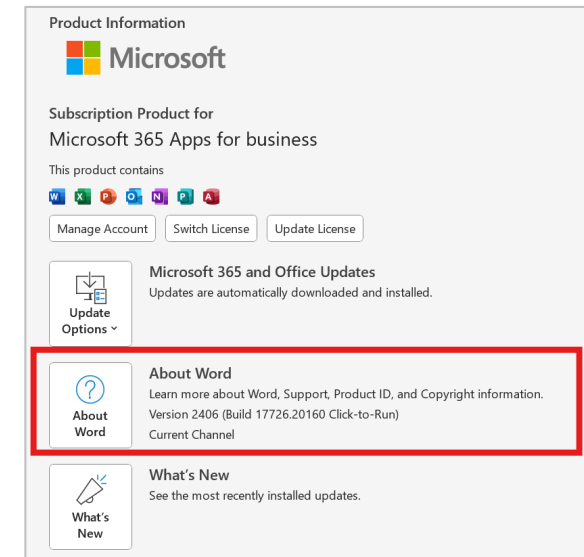 Product Information
Microsoft
Subscription Product for
Microsoft 365 Apps for business
This product contains
W X P O N P A
Manage Account Switch License Update License
Update
Options
Microsoft 365 and Office Updates
Updates are automatically downloaded and installed.
About
Word
About Word
Learn more about Word, Support, Product ID, and Copyright information.
Version 2406 (Build 17726.20160 Click-to-Run)
Current Channel
What's
New
What's New
See the most recently installed updates.